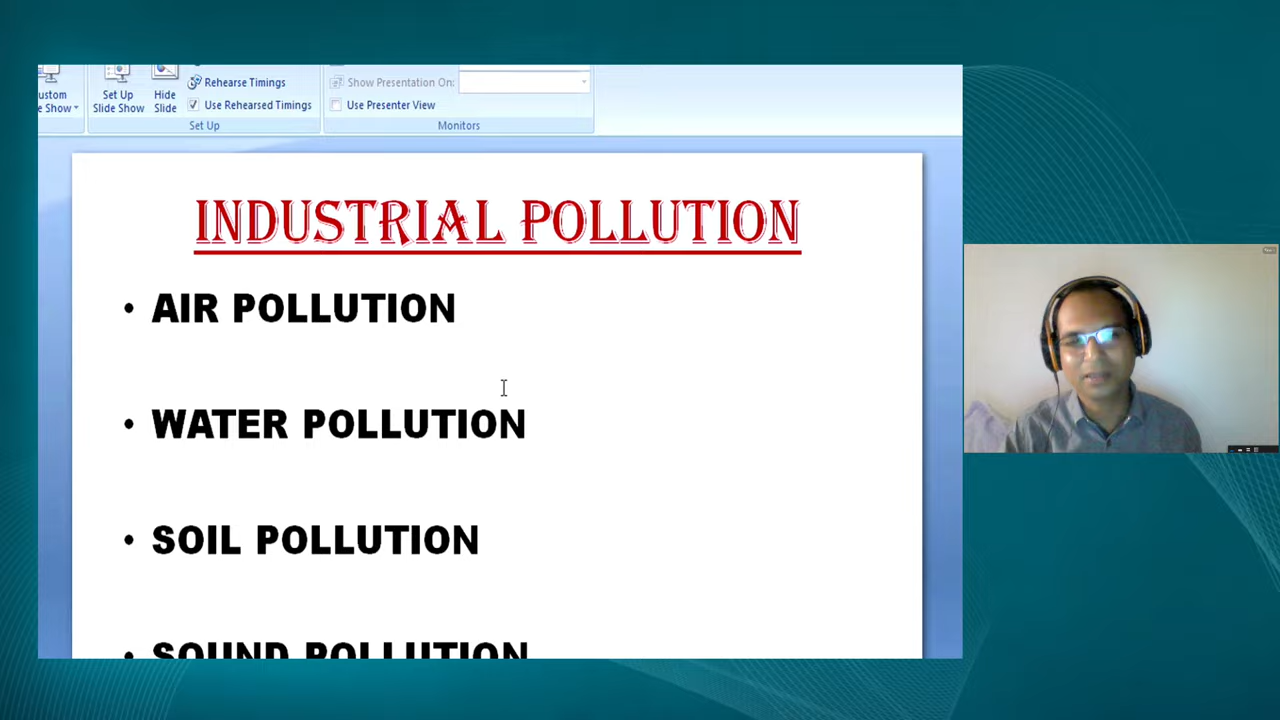 ustom
e Show
Set Up
Slide Show
Hide
Slide
Rehearse Timings
Use Rehearsed Timings
Set Up
Show Presentation On:
Use Presenter View
Monitors
INDUSTRIAL POLLUTION
• AIR POLLUTION
• WATER POLLUTION
• SOIL POLLUTION
• SOUND POLLUTION